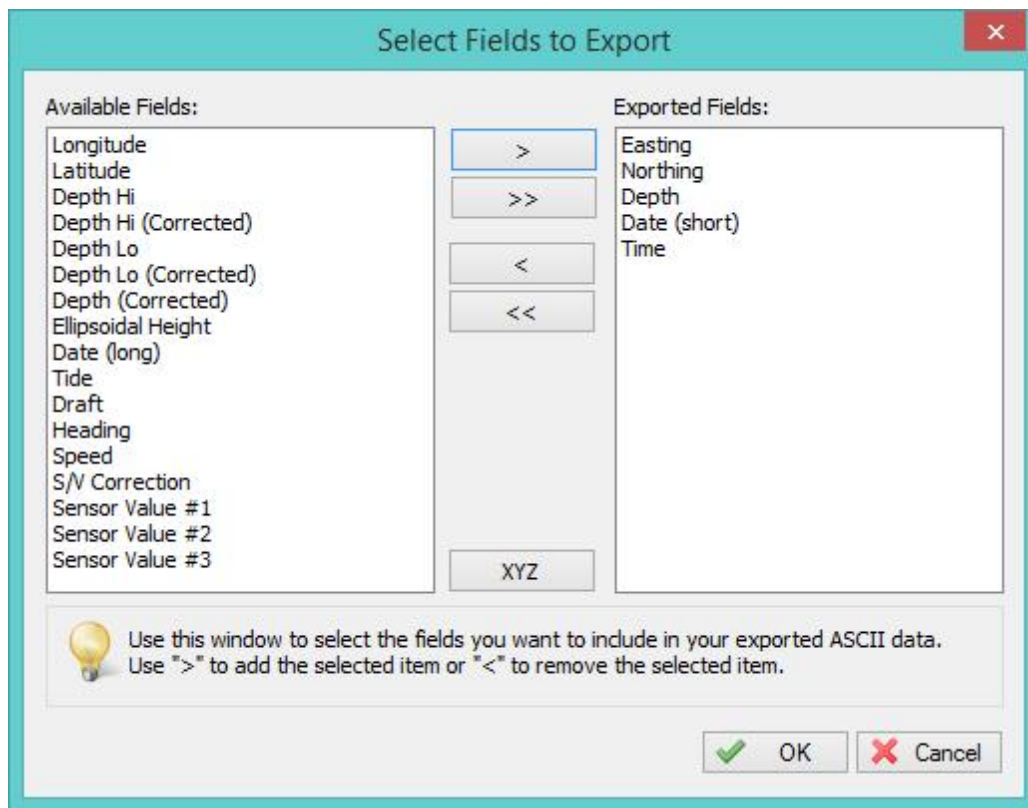 Select Fields to Export
×
Available Fields:
Longitude
Latitude
Depth Hi
Depth Hi (Corrected)
Depth Lo
Depth Lo (Corrected)
Depth (Corrected)
Ellipsoidal Height
Date (long)
Tide
Draft
Heading
Speed
S/V Correction
Sensor Value #1
Sensor Value #2
Sensor Value #3
>
>>
<
<<
XYZ
Exported Fields:
Easting
Northing
Depth
Date (short)
Time
Use this window to select the fields you want to include in your exported ASCII data.
Use ">" to add the selected item or "<" to remove the selected item.
OK
Cancel